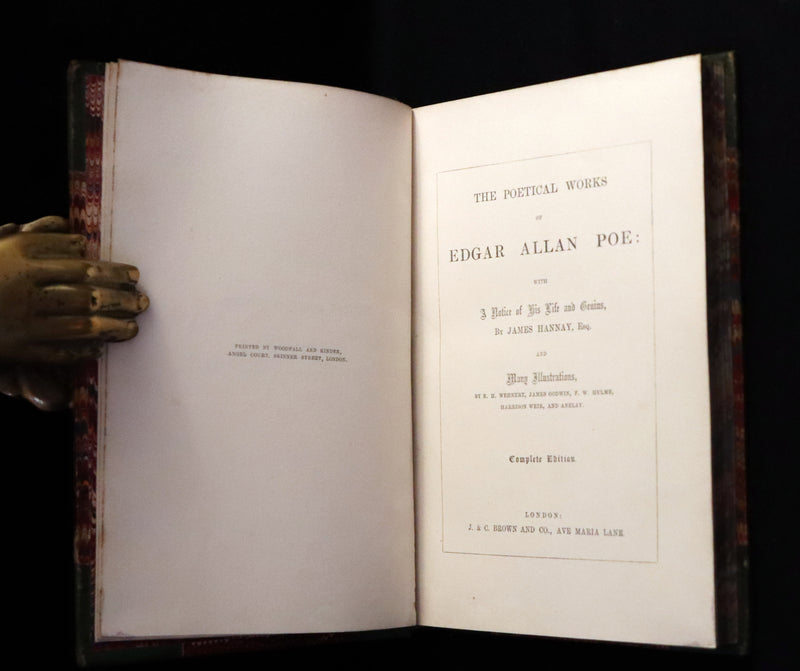 PRINTED BY WOODFALL AND KINDER,
ANGEL COURT, SKINNER STREET, LONDON.
THE POETICAL WORKS
OF
EDGAR ALLAN POE:
WITH
A Notice of His Life and Genius,
BY JAMES HANNAY, Esq.
AND
Many Illustrations,
BY E. H. WEHNERT, JAMES GODWIN, F. W. HULME,
HARRISON WEIR, AND ANELAY.
Complete Edition.
LONDON:
J. & C. BROWN AND CO., AVE MARIA LANE.